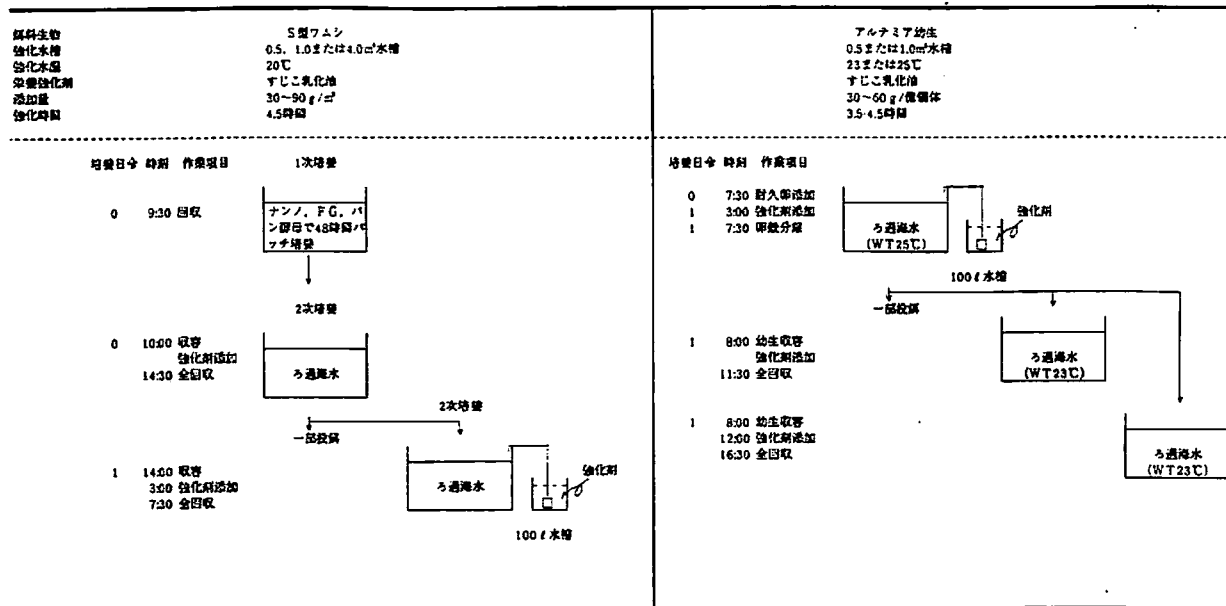 餌料生物 S型ワムシ
強化水槽 0.5, 1.0または4.0㎥水槽
強化水温 20℃
栄養強化剤 すじこ乳化油
添加量 30~90g/㎥
強化時間 4.5時間
培養日令 時刻 作業項目 1次培養
0 9:30 回収
ナンノ, FG, パ
ン酵母で48時間バ
ッチ培養
2次培養
0 10:00 収容
強化剤添加
14:30 全回収
ろ過海水
2次培養
一部投餌
1 14:00 収容
3:00 強化剤添加
7:30 全回収
ろ過海水
強化剤
100ℓ水槽
アルテミア幼生
0.5または1.0㎥水槽
23または25℃
すじこ乳化油
30~60g/億個体
3.5-4.5時間
培養日令 時刻 作業項目
0 7:30 耐久卵添加
1 3:00 強化剤添加
1 7:30 卵殻分離
ろ過海水
(WT25℃)
強化剤
100ℓ水槽
一部投餌
1 8:00 幼生収容
強化剤添加
11:30 全回収
ろ過海水
(WT23℃)
1 8:00 幼生収容
12:00 強化剤添加
16:30 全回収
ろ過海水
(WT23℃)